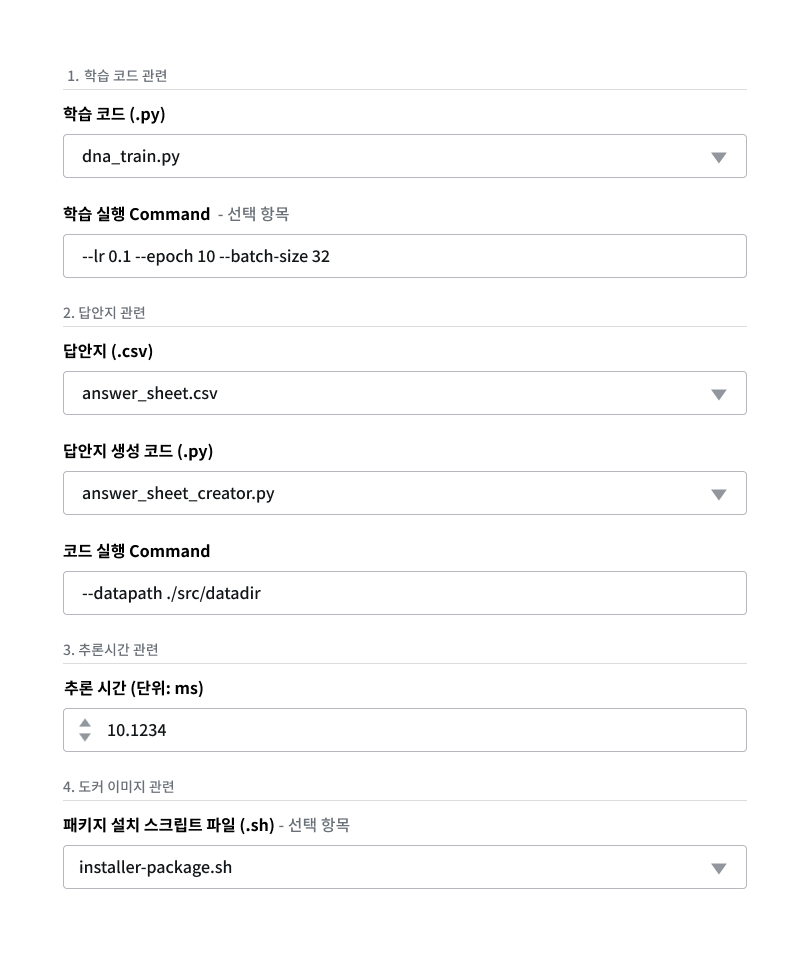 1. 학습 코드 관련
학습 코드 (.py)
dna_train.py
학습 실행 Command - 선택 항목
--lr 0.1 --epoch 10 --batch-size 32
2. 답안지 관련
답안지 (.csv)
answer_sheet.csv
답안지 생성 코드 (.py)
answer_sheet_creator.py
코드 실행 Command
--datapath ./src/datadir
3. 추론시간 관련
추론 시간 (단위: ms)
10.1234
4. 도커 이미지 관련
패키지 설치 스크립트 파일 (.sh) - 선택 항목
installer-package.sh